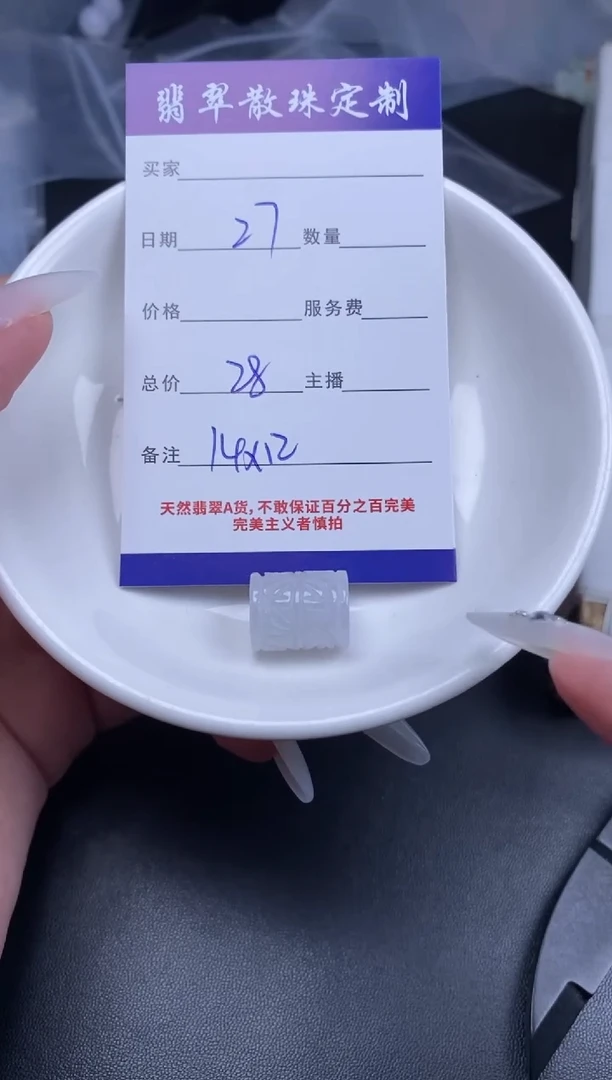 翡翠散珠定制
买家
日期 27 数量
价格 服务费
总价 28 主播
备注 14x12
天然翡翠A货,不敢保证百分之百完美
完美主义者慎拍